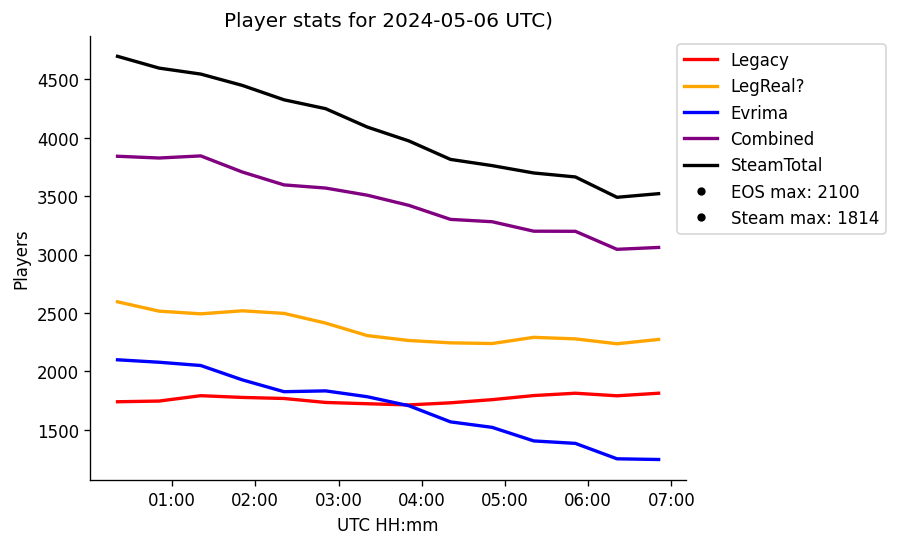 Player stats for 2024-05-06 UTC)
Legacy
LegReal?
Evrima
Combined
SteamTotal
EOS max: 2100
Steam max: 1814
Players
4500
4000
3500
3000
2500
2000
1500
01:00 02:00 03:00 04:00 05:00 06:00 07:00
UTC HH:mm